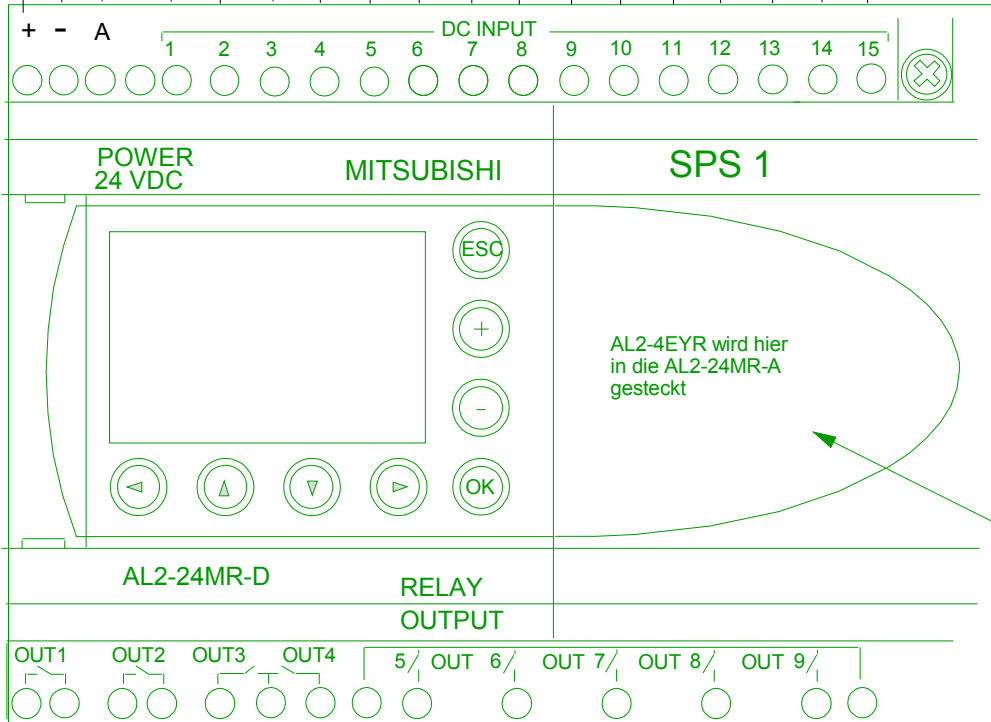 DC INPUT
+ - A 1 2 3 4 5 6 7 8 9 10 11 12 13 14 15
POWER
24 VDC
MITSUBISHI
SPS 1
ESC
+
AL2-4EYR wird hier
in die AL2-24MR-A
gesteckt
-
OK
AL2-24MR-D
RELAY
OUTPUT
OUT1 OUT2 OUT3 OUT4 5 OUT 6 OUT 7 OUT 8 OUT 9